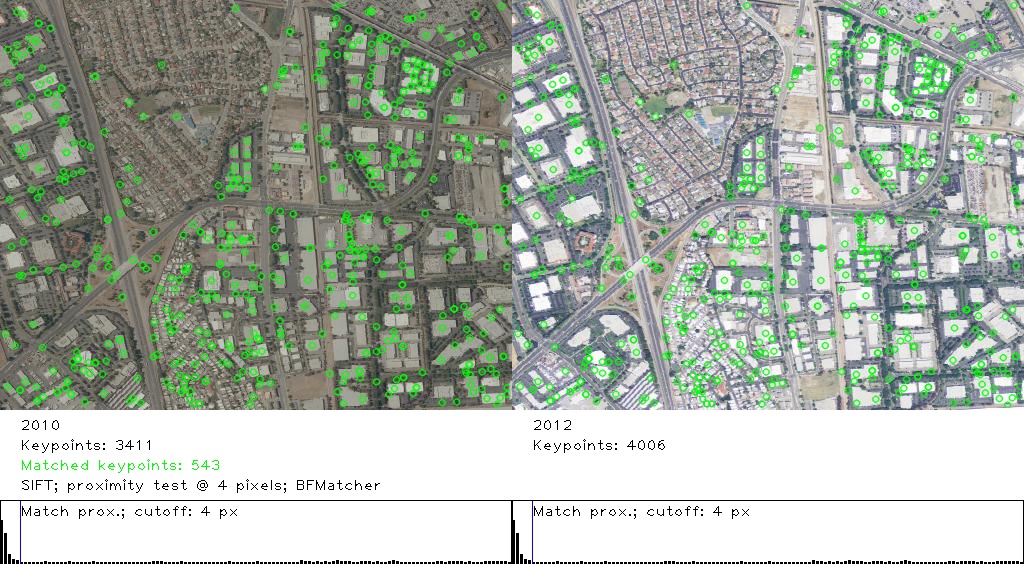 2010
Keypoints: 3411
Matched keypoints: 543
SIFT; proximity test @ 4 pixels; BFMatcher
Match prox.; cutoff: 4 px
2012
Keypoints: 4006
Match prox.; cutoff: 4 px